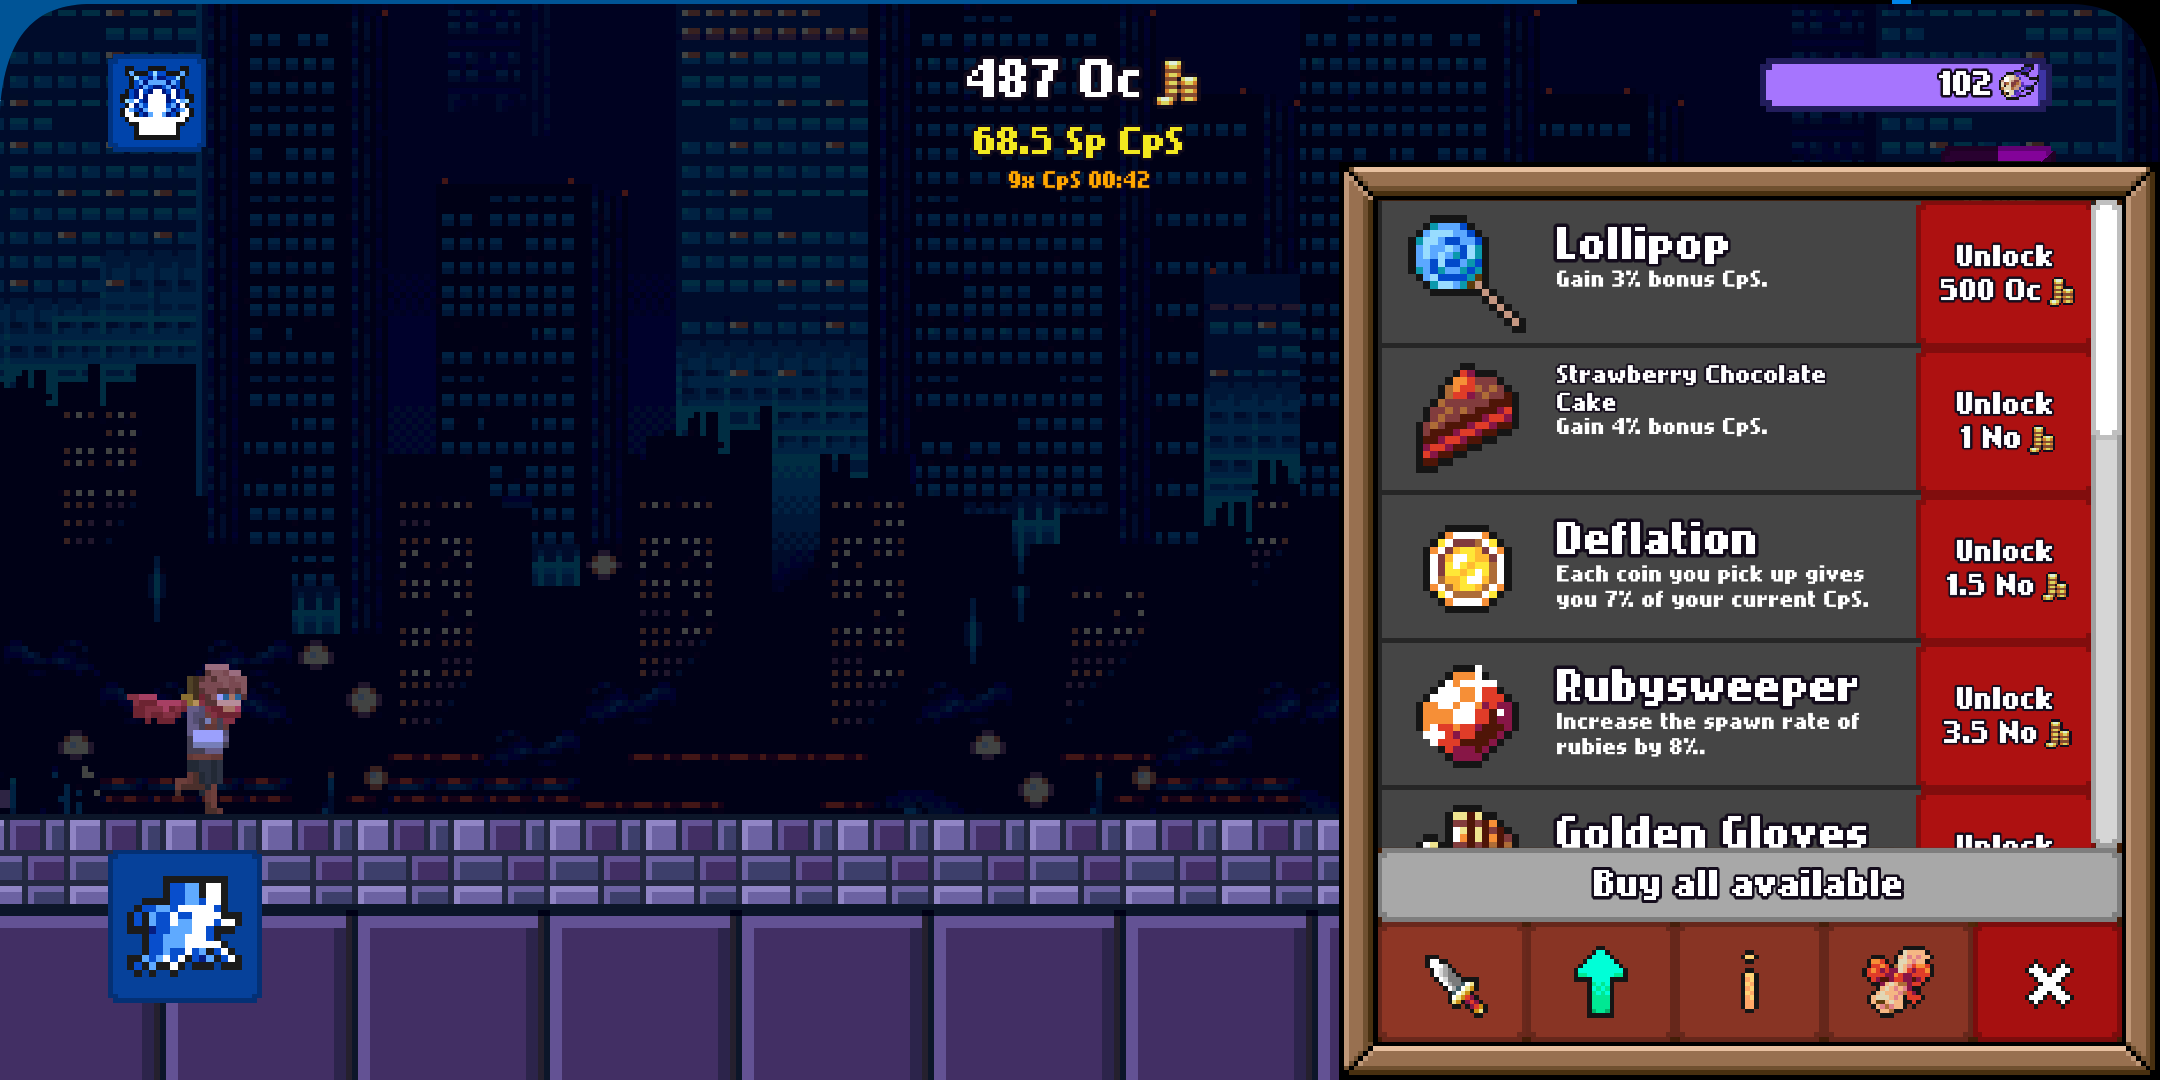 487 Oc
68.5 Sp CpS
9x CpS 00:42
102
Lollipop
Gain 3% bonus CpS.
Unlock
500 Oc
Strawberry Chocolate
Cake
Gain 4% bonus CpS.
Unlock
1 No
Deflation
Each coin you pick up gives
you 7% of your current CpS.
Unlock
1.5 No
Rubysweeper
Increase the spawn rate of
rubies by 8%.
Unlock
3.5 No
Golden Gloves
Unlock
Buy all available